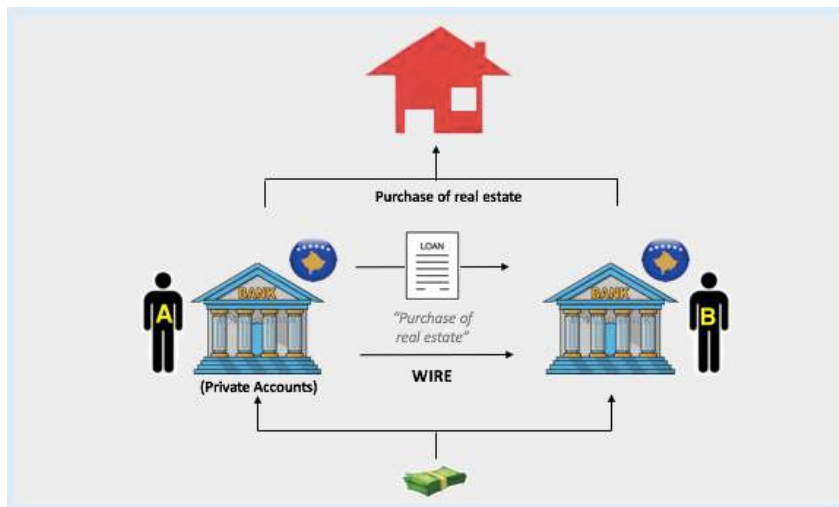 Purchase of real estate
LOAN
A
BANK
BANK
B
"Purchase of
real estate"
(Private Accounts)
WIRE